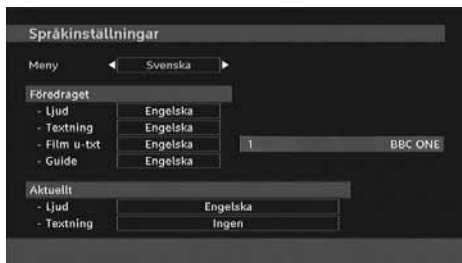 Språkinställningar
Meny ◀ Svenska ▶
Föredraget
- Ljud Engelska
- Textning Engelska
- Film u-txt Engelska
1 BBC ONE
- Guide Engelska
Aktuellt
- Ljud Engelska
- Textning Ingen